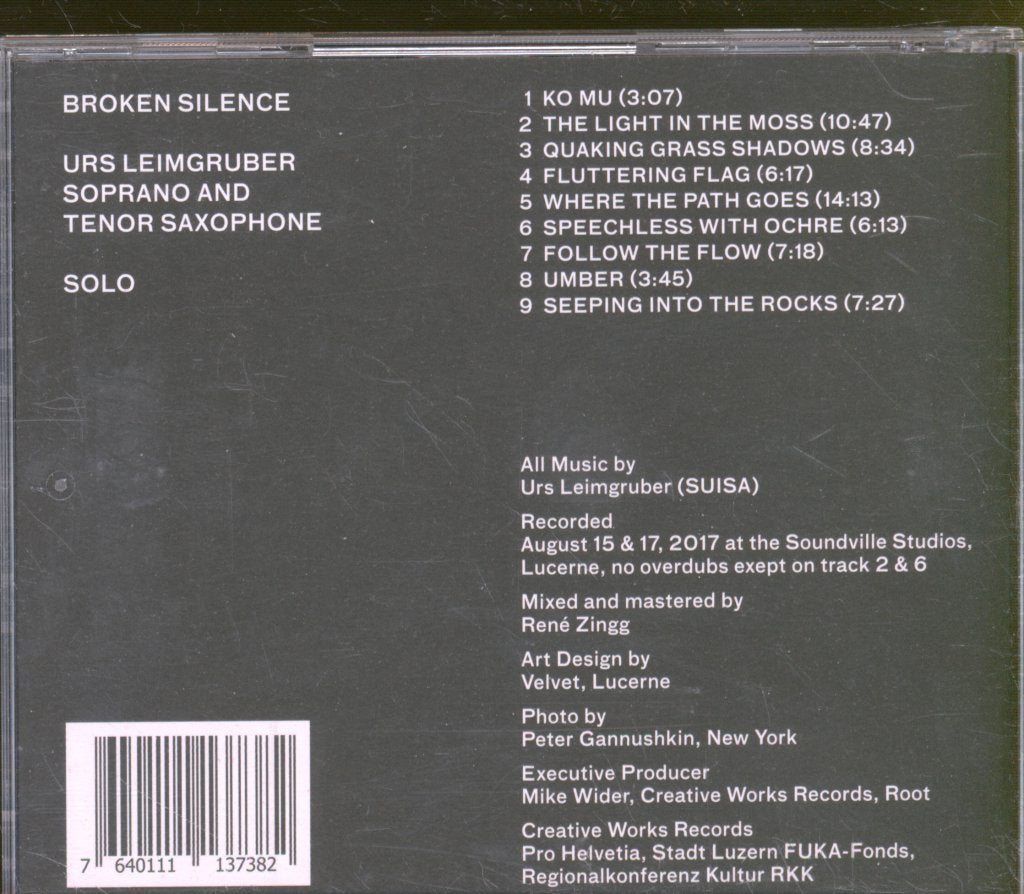 BROKEN SILENCE
URS LEIMGRUBER
SOPRANO AND
TENOR SAXOPHONE
SOLO
1 KO MU (3:07)
2 THE LIGHT IN THE MOSS (10:47)
3 QUAKING GRASS SHADOWS (8:34)
4 FLUTTERING FLAG (6:17)
5 WHERE THE PATH GOES (14:13)
6 SPEECHLESS WITH OCHRE (6:13)
7 FOLLOW THE FLOW (7:18)
8 UMBER (3:45)
9 SEEPING INTO THE ROCKS (7:27)
All Music by
Urs Leimgruber (SUISA)
Recorded
August 15 & 17, 2017 at the Soundville Studios,
Lucerne, no overdubs exept on track 2 & 6
Mixed and mastered by
René Zingg
Art Design by
Velvet, Lucerne
Photo by
Peter Gannushkin, New York
Executive Producer
Mike Wider, Creative Works Records, Root
Creative Works Records
Pro Helvetia, Stadt Luzern FUKA-Fonds,
Regionalkonferenz Kultur RKK
7 640111 137382